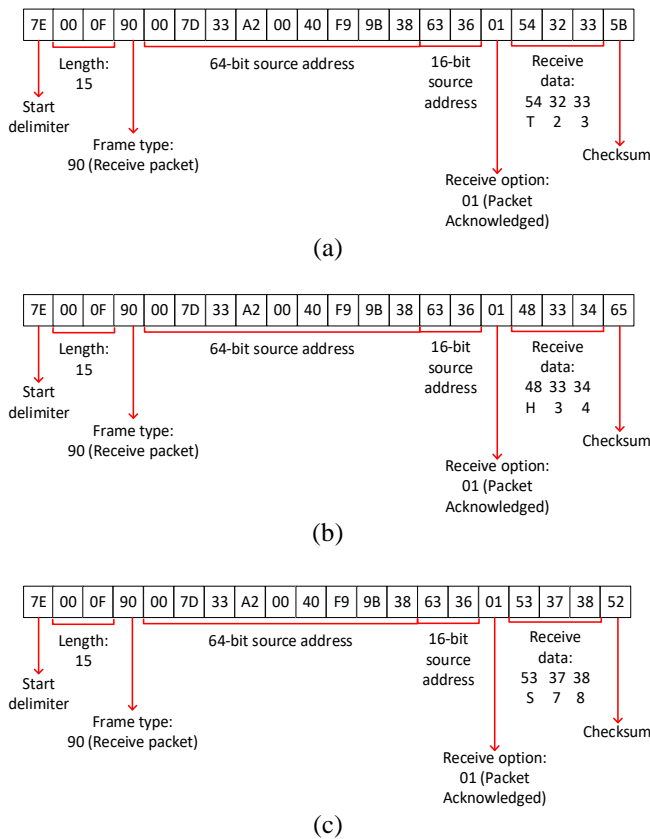 7E 00 0F 90 00 7D 33 A2 00 40 F9 9B 38 63 36 01 54 32 33 5B
Length:
15
64-bit source address
16-bit
source
address
Receive
data:
54 32 33
T 2 3
Start
delimiter
Frame type:
90 (Receive packet)
Checksum
Receive option:
01 (Packet
Acknowledged)
(a)
7E 00 0F 90 00 7D 33 A2 00 40 F9 9B 38 63 36 01 48 33 34 65
Length:
15
64-bit source address
16-bit
source
address
Receive
data:
48 33 34
H 3 4
Start
delimiter
Frame type:
90 (Receive packet)
Checksum
Receive option:
01 (Packet
Acknowledged)
(b)
7E 00 0F 90 00 7D 33 A2 00 40 F9 9B 38 63 36 01 53 37 38 52
Length:
15
64-bit source address
16-bit
source
address
Receive
data:
53 37 38
S 7 8
Start
delimiter
Frame type:
90 (Receive packet)
Checksum
Receive option:
01 (Packet
Acknowledged)
(c)